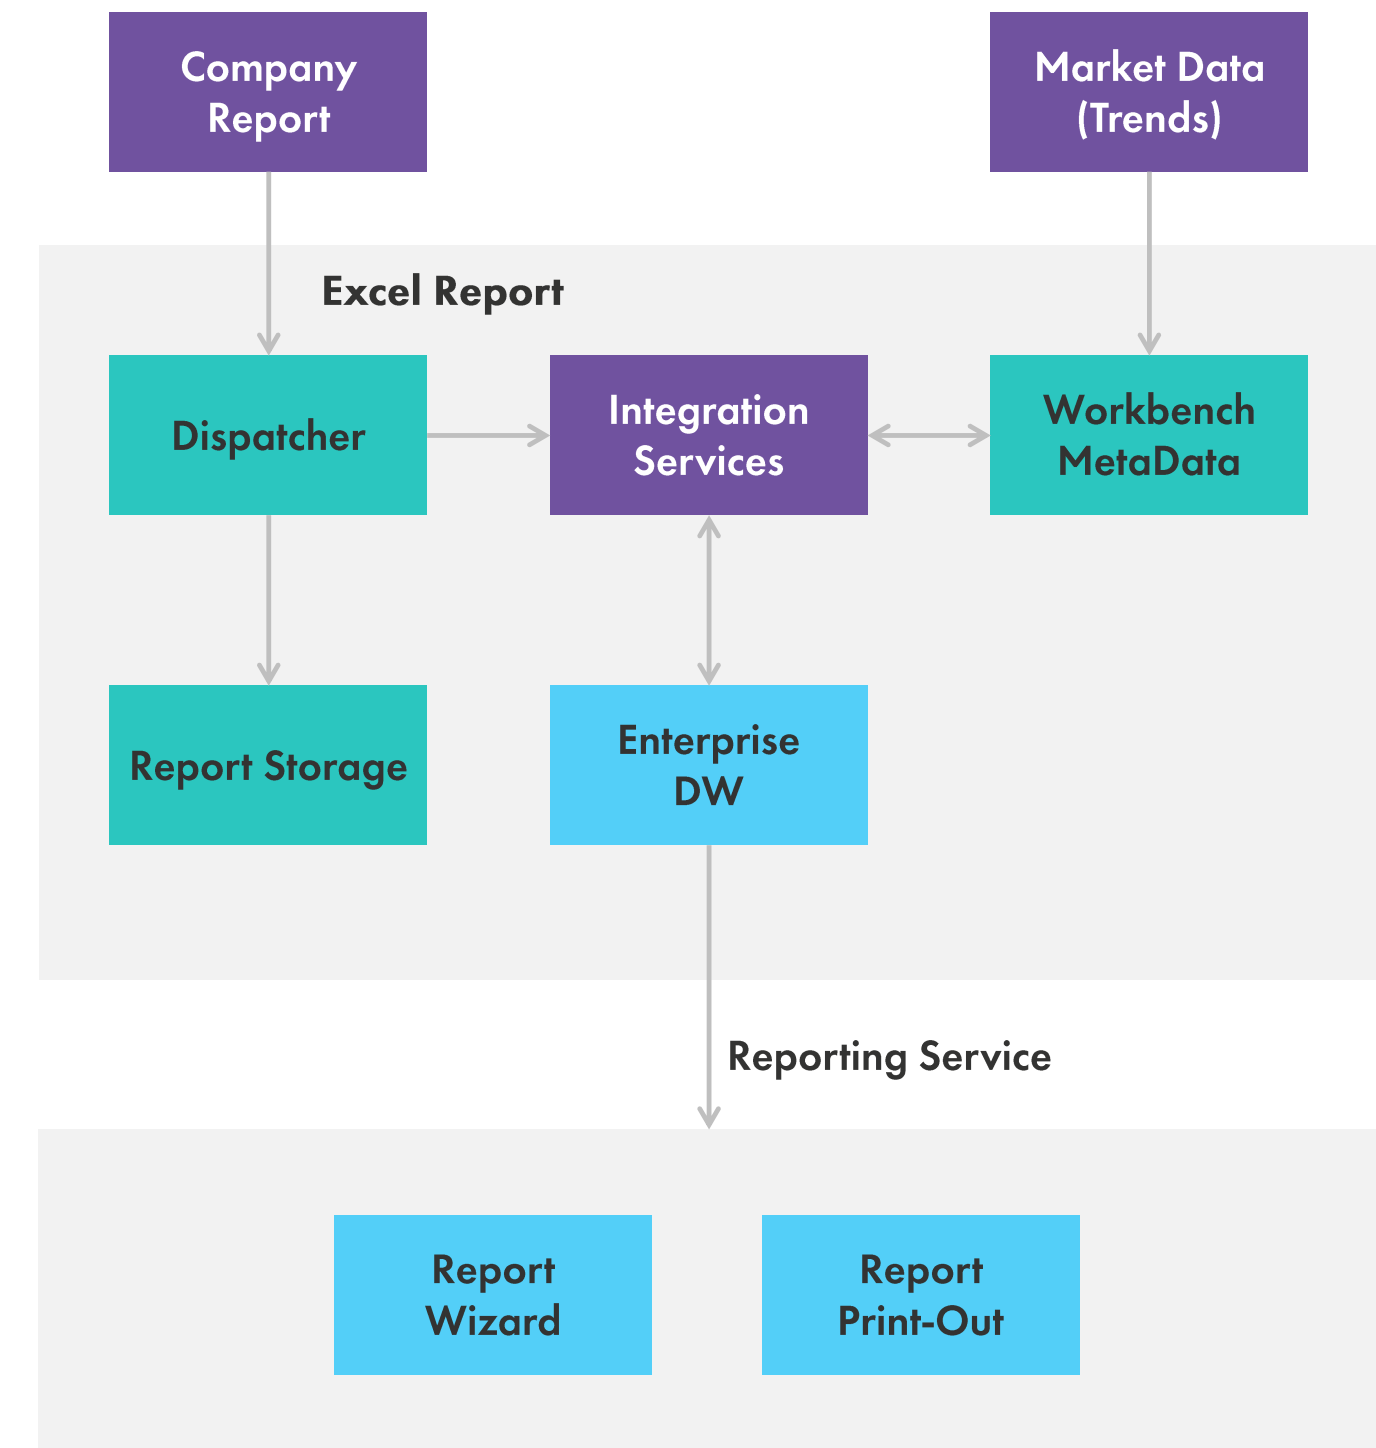 Company
Report
Market Data
(Trends)
Excel Report
Dispatcher
Integration
Services
Workbench
MetaData
Report Storage
Enterprise
DW
Reporting Service
Report
Wizard
Report
Print-Out